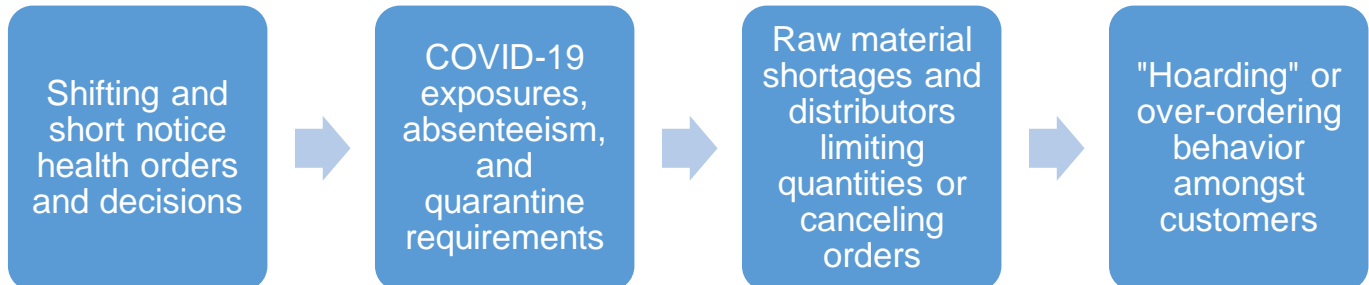 Shifting and
short notice
health orders
and decisions
COVID-19
exposures,
absenteeism,
and
quarantine
requirements
Raw material
shortages and
distributors
limiting
quantities or
canceling
orders
"Hoarding" or
over-ordering
behavior
amongst
customers